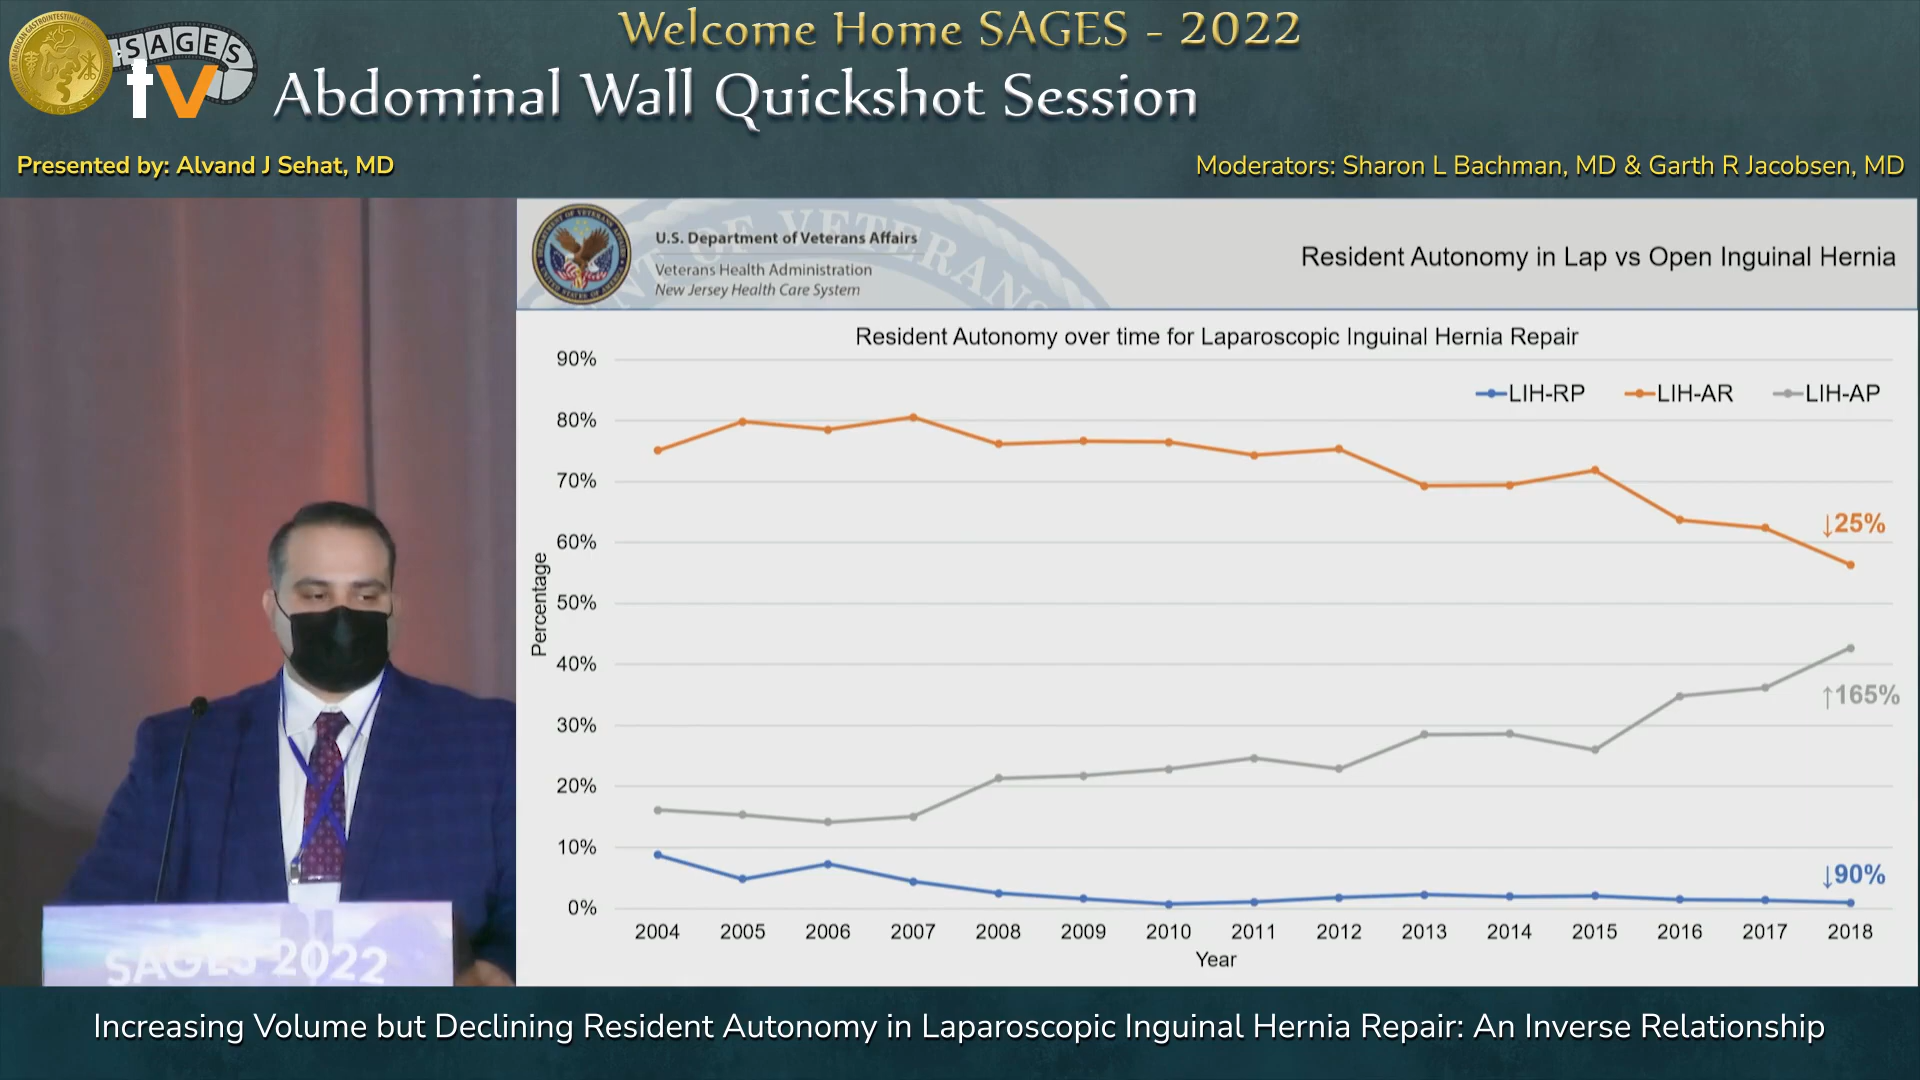 Welcome Home SAGES - 2022
SAGES
tv
Abdominal Wall Quickshot Session
Presented by: Alvand J Sehat, MD
Moderators: Sharon L Bachman, MD & Garth R Jacobsen, MD
U.S. Department of Veterans Affairs
Veterans Health Administration
New Jersey Health Care System
Resident Autonomy in Lap vs Open Inguinal Hernia
Resident Autonomy over time for Laparoscopic Inguinal Hernia Repair
LIH-RP LIH-AR LIH-AP
90%
80%
70%
60%
50%
40%
30%
20%
10%
0%
Percentage
↓25%
↑165%
↓90%
2004 2005 2006 2007 2008 2009 2010 2011 2012 2013 2014 2015 2016 2017 2018
Year
SAGES 2022
Increasing Volume but Declining Resident Autonomy in Laparoscopic Inguinal Hernia Repair: An Inverse Relationship